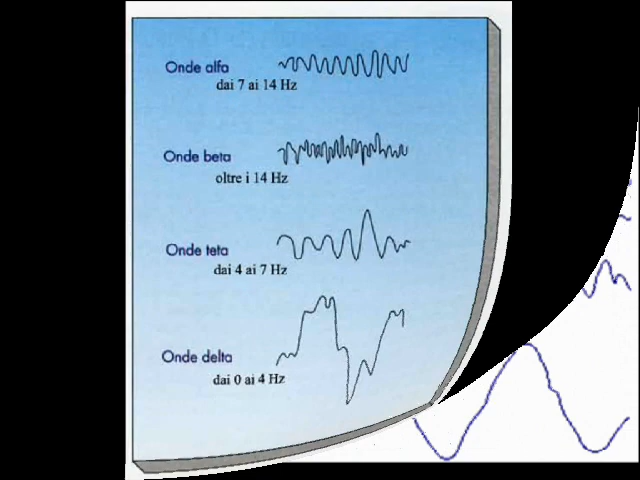 Onde alfa
dai 7 ai 14 Hz
Onde beta
oltre i 14 Hz
Onde teta
dai 4 ai 7 Hz
Onde delta
dai 0 ai 4 Hz